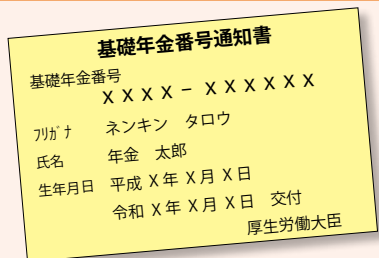 基礎年金番号通知書
基礎年金番号
XXXX−XXXXXX
ﾌﾘｶﾞﾅ ネンキン タロウ
氏名 年金 太郎
生年月日 平成 X年 X月 X日
令和 X年 X月 X日 交付
厚生労働大臣